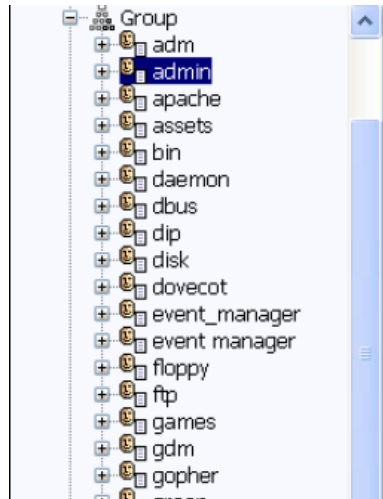 Group
adm
admin
apache
assets
bin
daemon
dbus
dip
disk
dovecot
event_manager
event manager
floppy
ftp
games
gdm
gopher